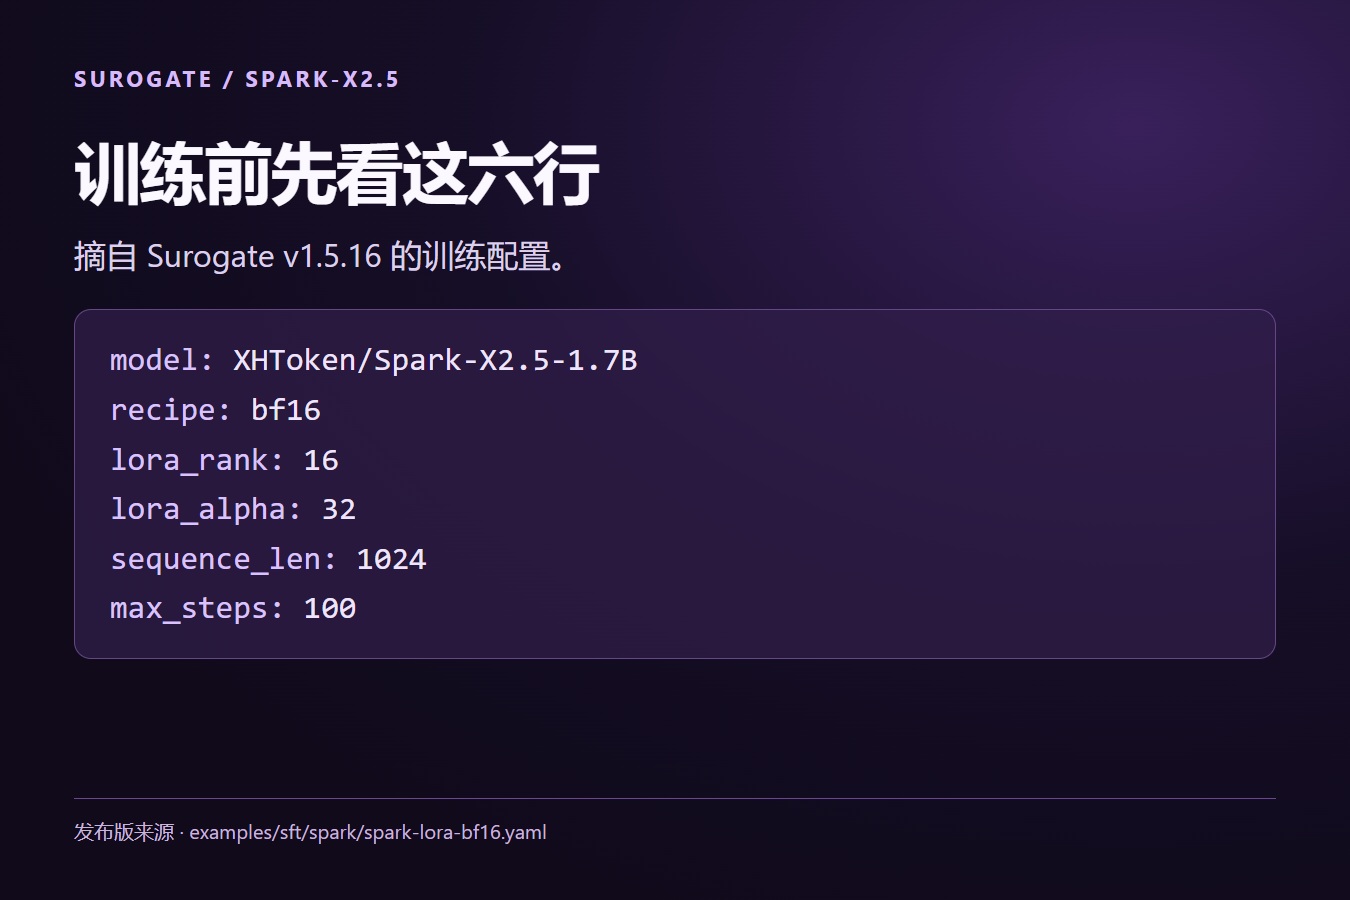 SUROGATE / SPARK-X2.5
训练前先看这六行
摘自 Surogate v1.5.16 的训练配置。
model: XHToken/Spark-X2.5-1.7B
recipe: bf16
lora_rank: 16
lora_alpha: 32
sequence_len: 1024
max_steps: 100
发布版来源 · examples/sft/spark/spark-lora-bf16.yaml